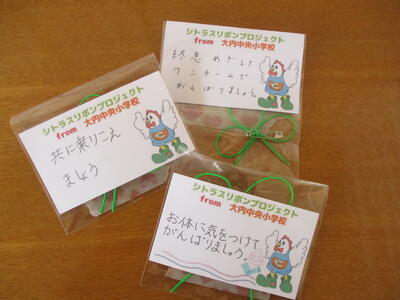 シトラスリボンプロジェクト
from 大内中央小学校
終息めざして
ワンチームで
がんばりましょう。
シトラスリボンプロジェクト
from 大内中央小学校
共に乗りこえ
ましょう
シトラスリボンプロジェクト
from 大内中央小学校
お体に気をつけて、
がんばりましょう。